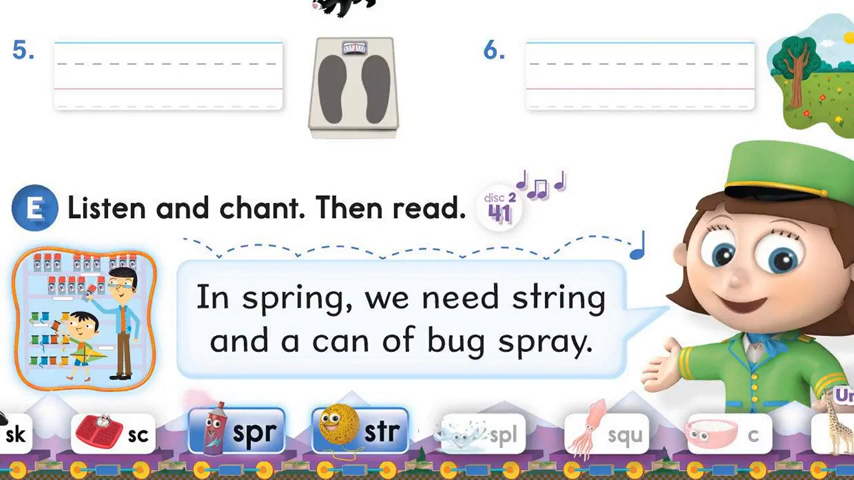 5.
6.
E Listen and chant. Then read. disc 2 41
In spring, we need string
and a can of bug spray.
sk sc spr str spl squ c